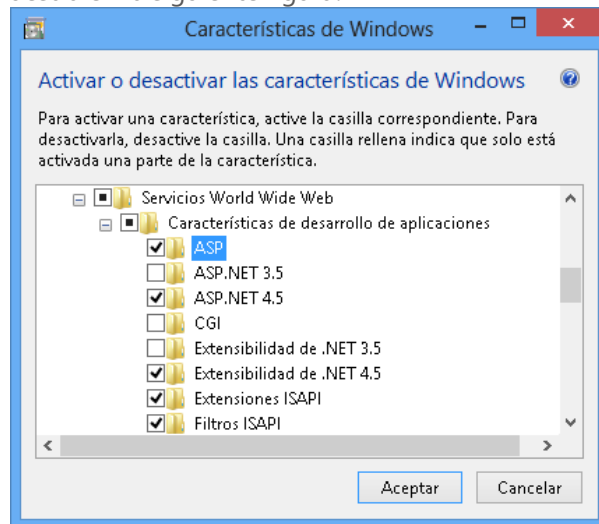 Características de Windows
Activar o desactivar las características de Windows
Para activar una característica, active la casilla correspondiente. Para
desactivarla, desactive la casilla. Una casilla rellena indica que solo está
activada una parte de la característica.
Servicios World Wide Web
Características de desarrollo de aplicaciones
ASP
ASP.NET 3.5
ASP.NET 4.5
CGI
Extensibilidad de .NET 3.5
Extensibilidad de .NET 4.5
Extensiones ISAPI
Filtros ISAPI
Aceptar Cancelar